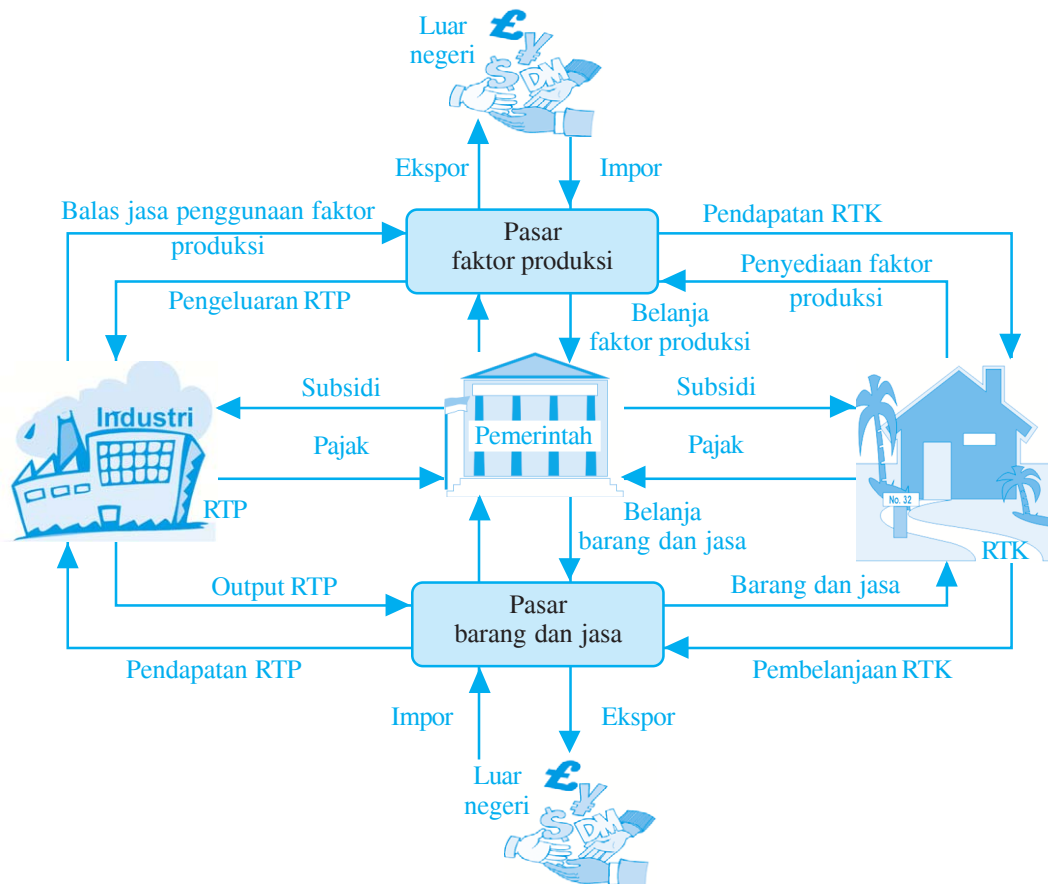 Luar
negeri
£
¥
$
DM
Ekspor
Impor
Balas jasa penggunaan faktor
produksi
Pasar
faktor produksi
Pendapatan RTK
Penyediaan faktor
produksi
Pengeluaran RTP
Belanja
faktor produksi
Industri
Subsidi
Subsidi
Pemerintah
Pajak
Pajak
RTP
No. 32
RTK
Belanja
barang dan jasa
Output RTP
Pasar
barang dan jasa
Barang dan jasa
Pendapatan RTP
Pembelanjaan RTK
Impor
Ekspor
Luar
negeri
£
¥
$
DM